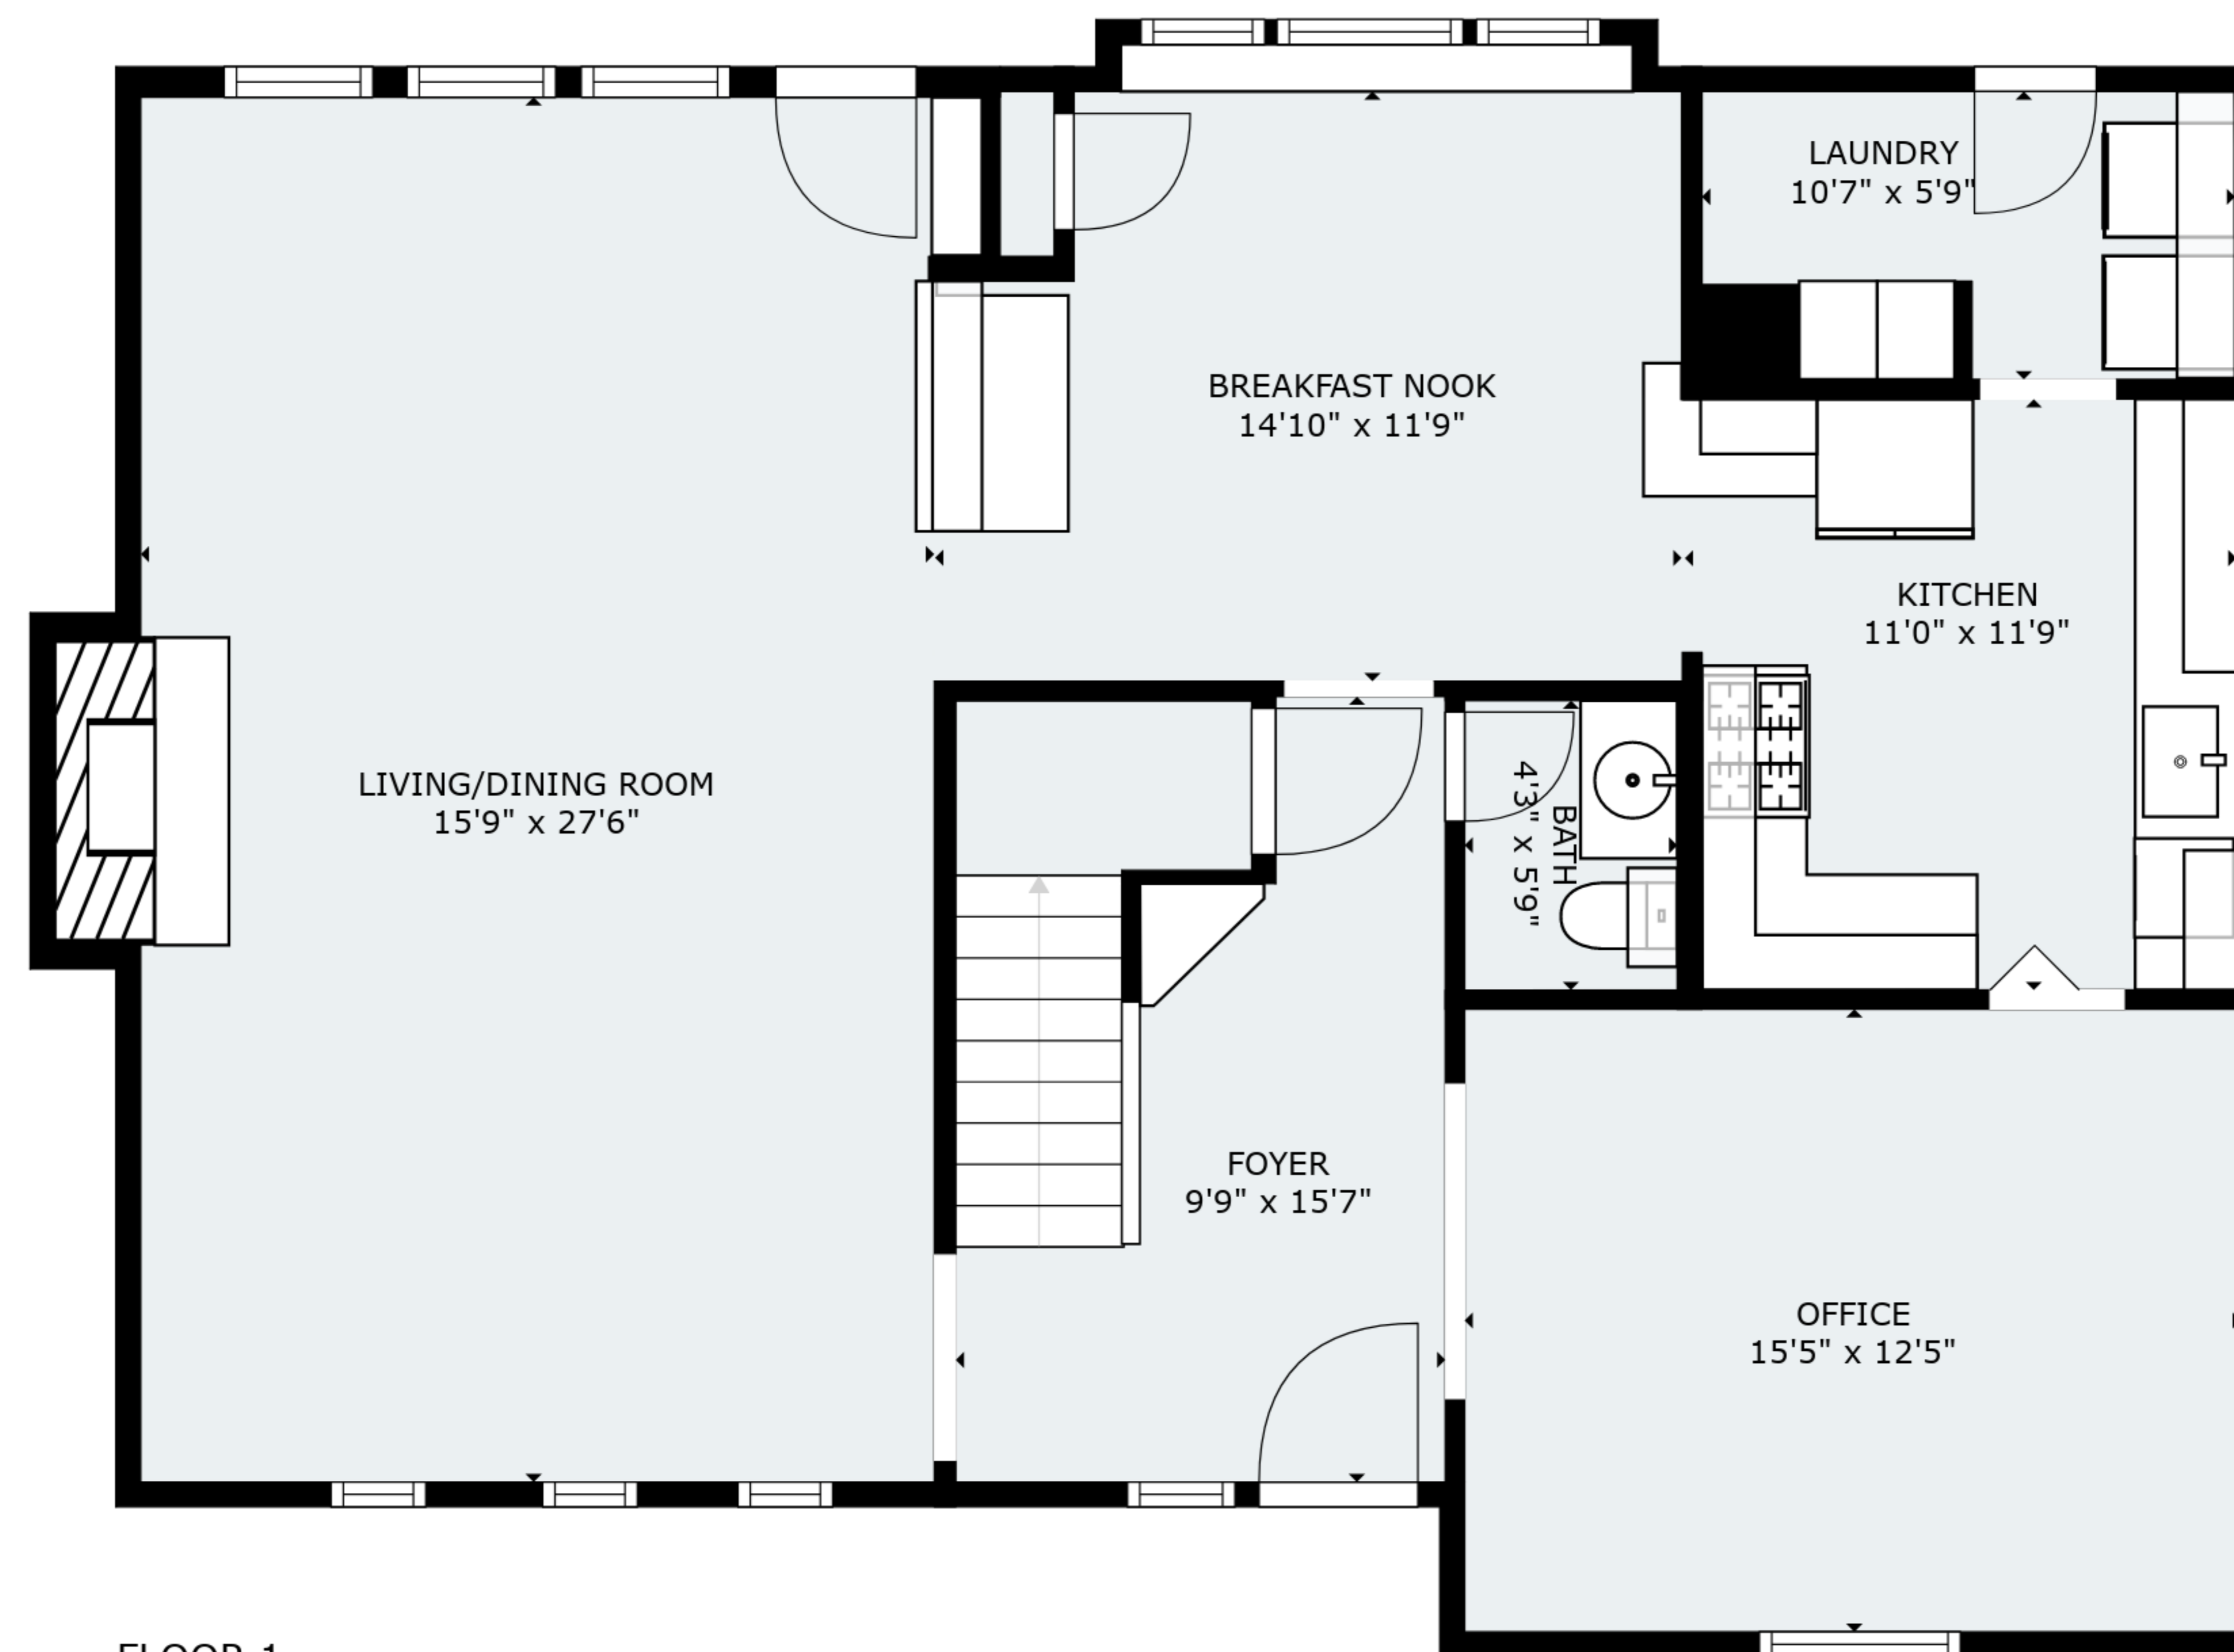 LAUNDRY
10'7" x 5'9"
BREAKFAST NOOK
14'10" x 11'9"
KITCHEN
11'0" x 11'9"
LIVING/DINING ROOM
15'9" x 27'6"
BATH
4'3" x 5'9"
FOYER
9'9" x 15'7"
OFFICE
15'5" x 12'5"
FLOOR 1